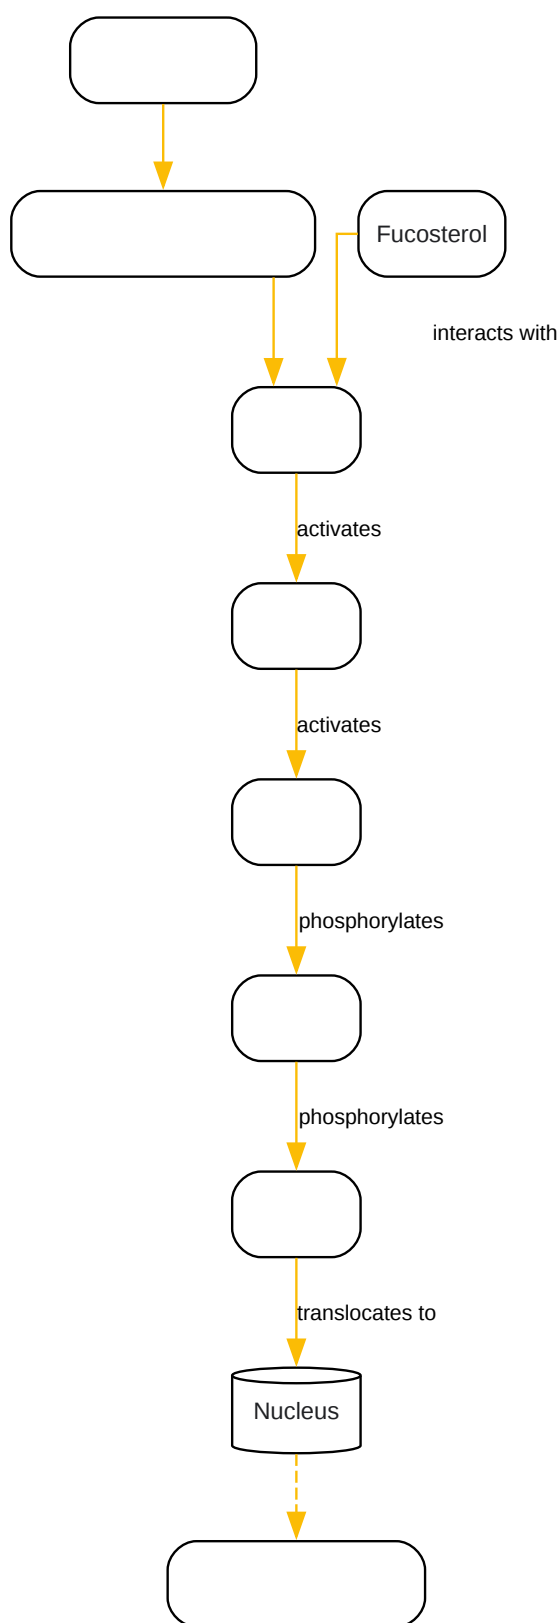 Fucosterol
interacts with
activates
activates
phosphorylates
phosphorylates
translocates to
Nucleus